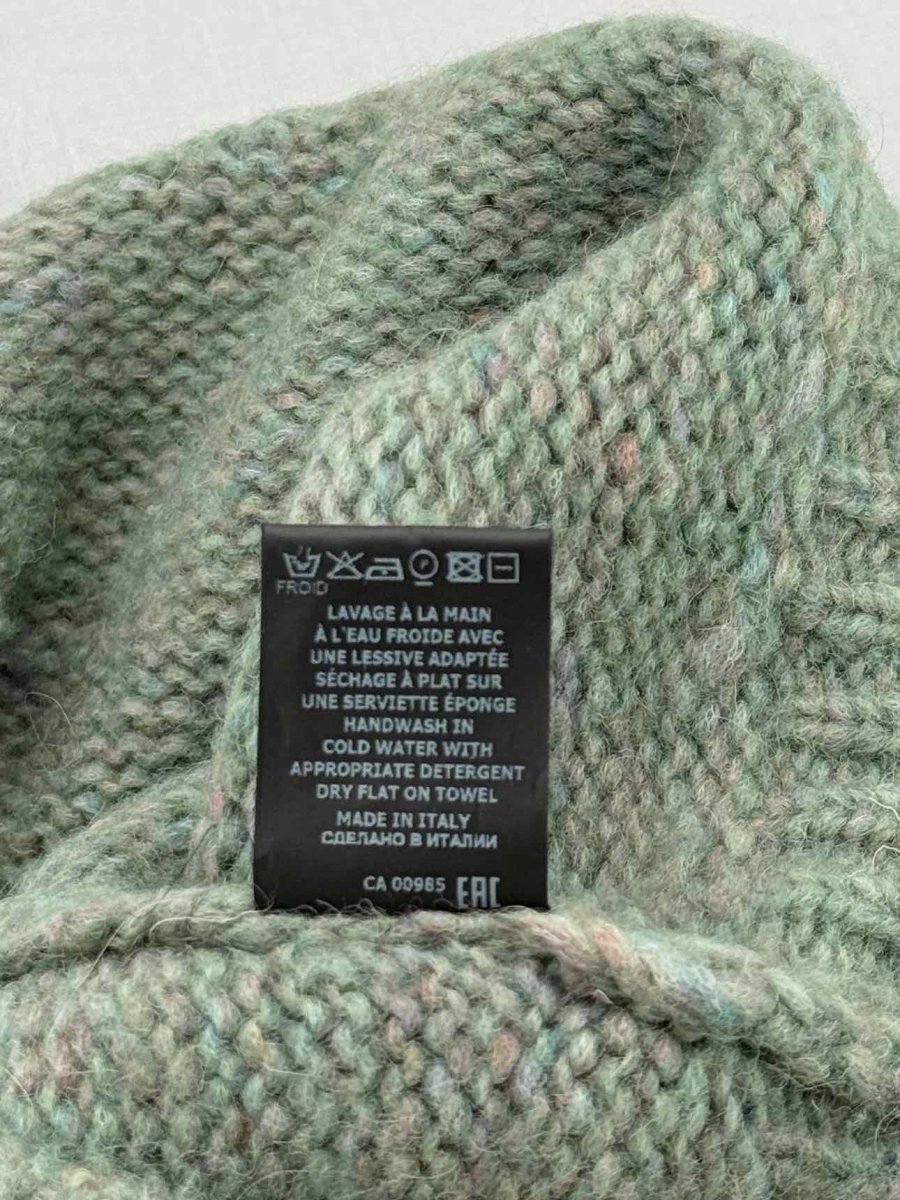 FROID
LAVAGE À LA MAIN
À L'EAU FROIDE AVEC
UNE LESSIVE ADAPTÉE
SÉCHAGE À PLAT SUR
UNE SERVIETTE ÉPONGE
HANDWASH IN
COLD WATER WITH
APPROPRIATE DETERGENT
DRY FLAT ON TOWEL
MADE IN ITALY
СДЕЛАНО В ИТАЛИИ
CA 00985 EAC